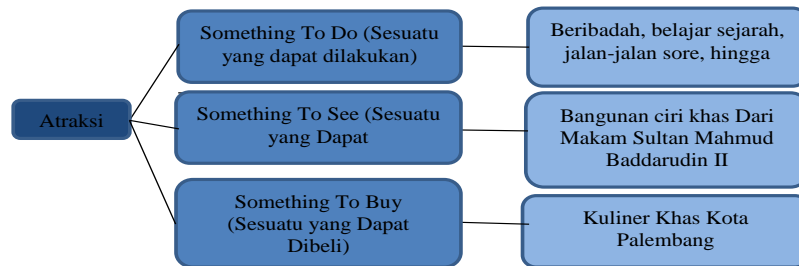 Atraksi
Something To Do (Sesuatu
yang dapat dilakukan)
Beribadah, belajar sejarah,
jalan-jalan sore, hingga
Something To See (Sesuatu
yang Dapat
Bangunan ciri khas Dari
Makam Sultan Mahmud
Baddarudin II
Something To Buy
(Sesuatu yang Dapat
Dibeli)
Kuliner Khas Kota
Palembang